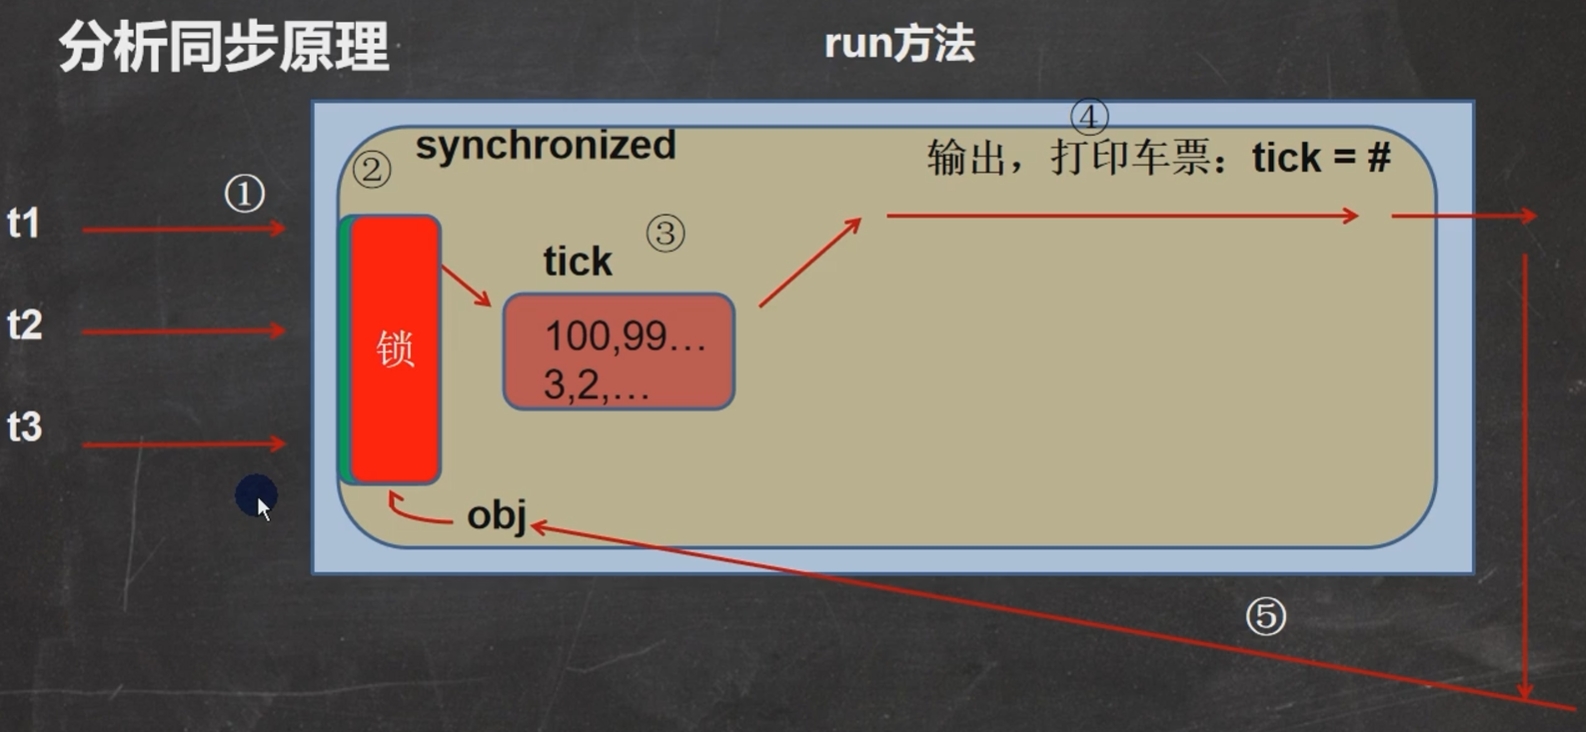 分析同步原理
run方法
④
synchronized
输出，打印车票：tick = #
②
①
t1
③
tick
t2
100,99…
3,2,…
锁
t3
obj
⑤